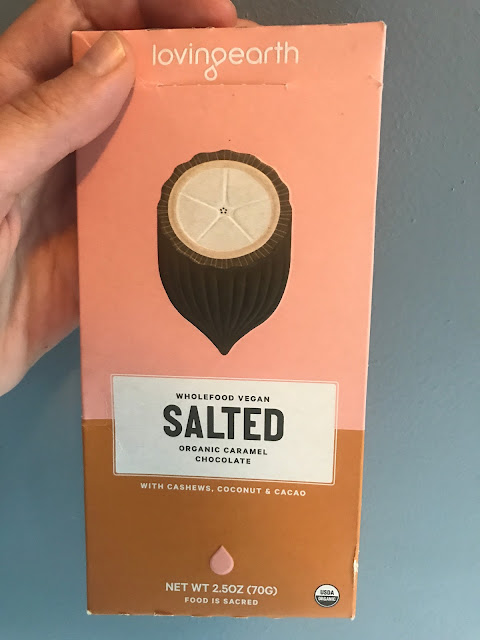 lovingearth
WHOLEFOOD VEGAN
SALTED
ORGANIC CARAMEL
CHOCOLATE
WITH CASHEWS, COCONUT & CACAO
NET WT 2.5OZ (70G)
FOOD IS SACRED
USDA
ORGANIC